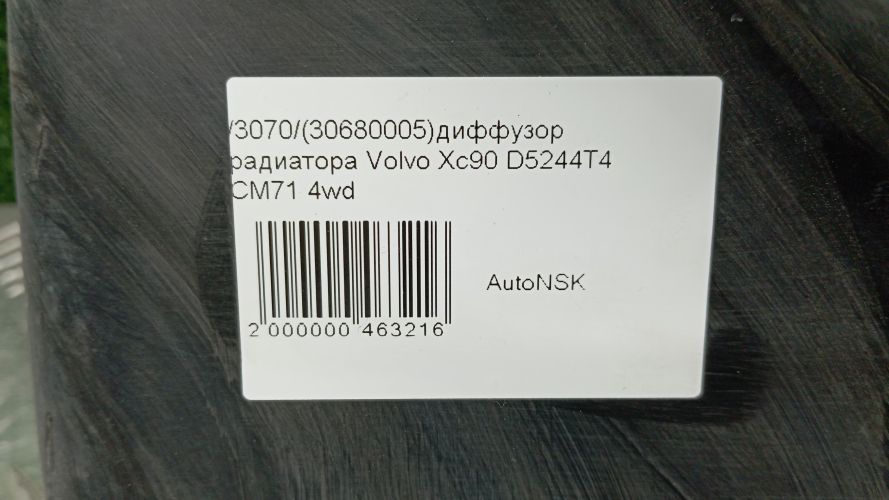 /3070/(30680005)диффузор
радиатора Volvo Xc90 D5244T4
CM71 4wd
AutoNSK
2 000000 463216